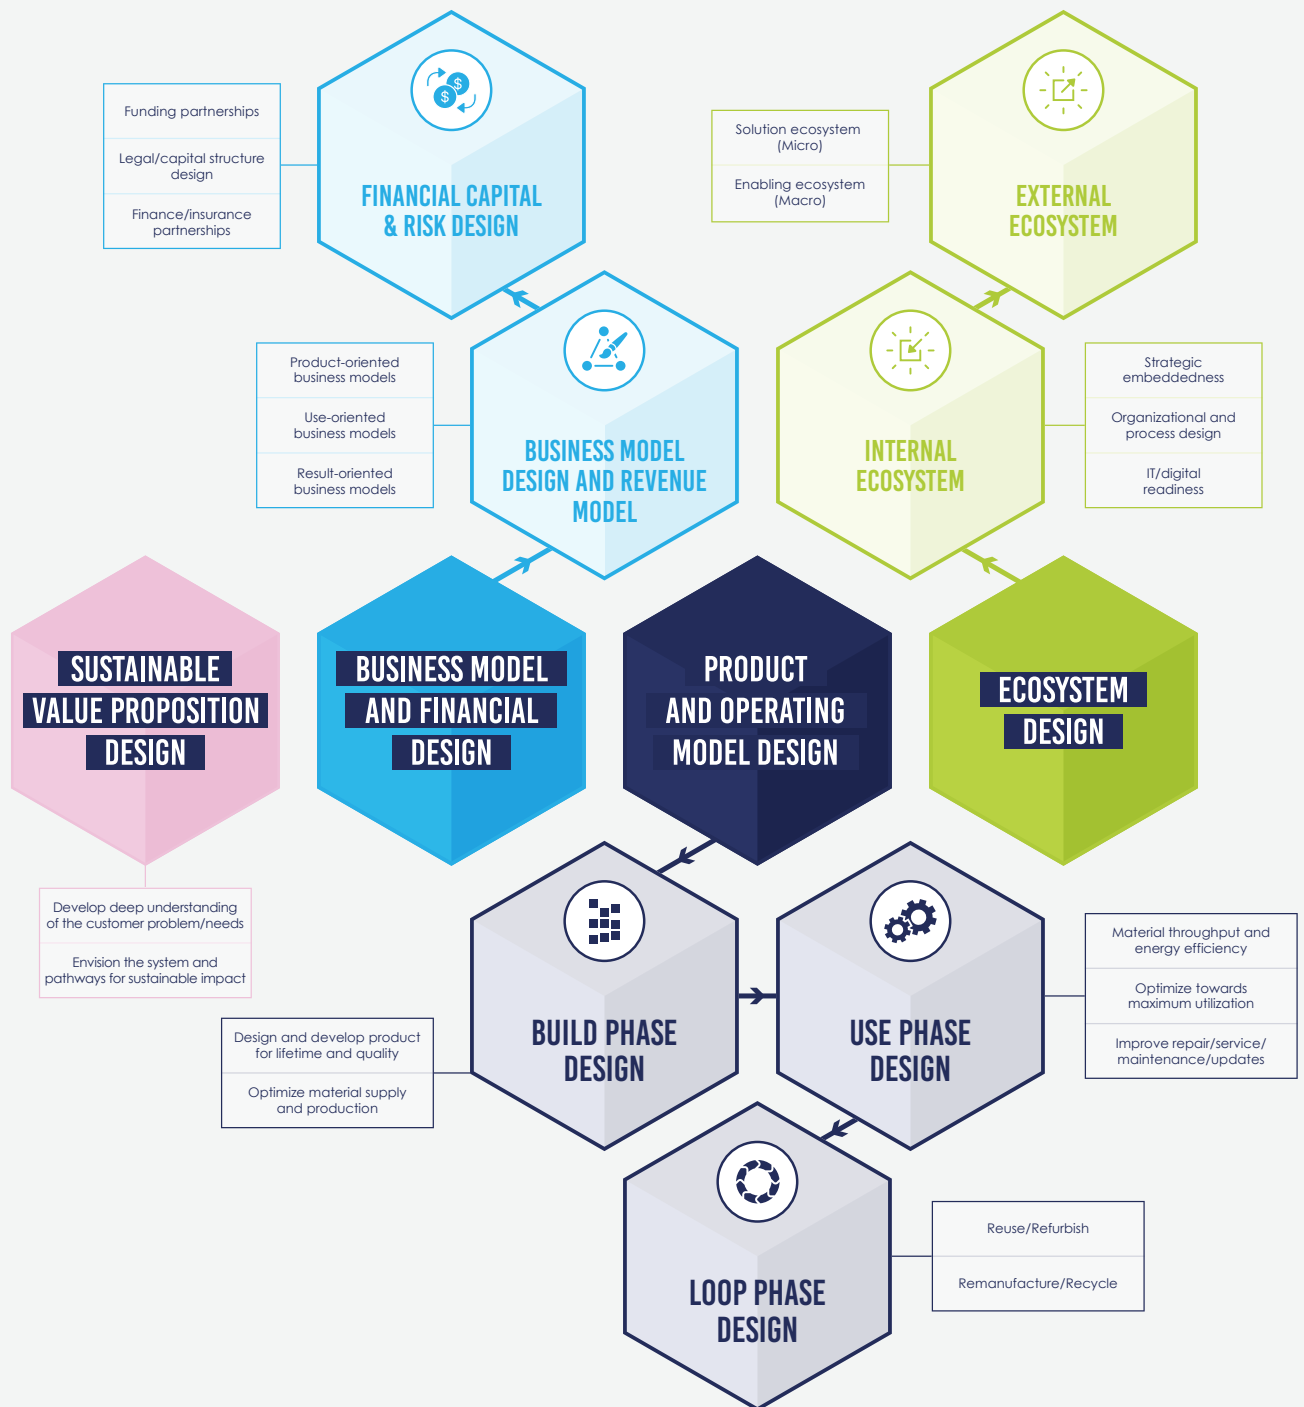 Funding partnerships
Legal/capital structure
design
Finance/insurance
partnerships
$
$
FINANCIAL CAPITAL
& RISK DESIGN
Solution ecosystem
(Micro)
Enabling ecosystem
(Macro)
EXTERNAL
ECOSYSTEM
Product-oriented
business models
Use-oriented
business models
Result-oriented
business models
BUSINESS MODEL
DESIGN AND REVENUE
MODEL
INTERNAL
ECOSYSTEM
Strategic
embeddedness
Organizational and
process design
IT/digital
readiness
SUSTAINABLE
VALUE PROPOSITION
DESIGN
BUSINESS MODEL
AND FINANCIAL
DESIGN
PRODUCT
AND OPERATING
MODEL DESIGN
ECOSYSTEM
DESIGN
Develop deep understanding
of the customer problem/needs
Envision the system and
pathways for sustainable impact
Design and develop product
for lifetime and quality
Optimize material supply
and production
BUILD PHASE
DESIGN
USE PHASE
DESIGN
Material throughput and
energy efficiency
Optimize towards
maximum utilization
Improve repair/service/
maintenance/updates
LOOP PHASE
DESIGN
Reuse/Refurbish
Remanufacture/Recycle